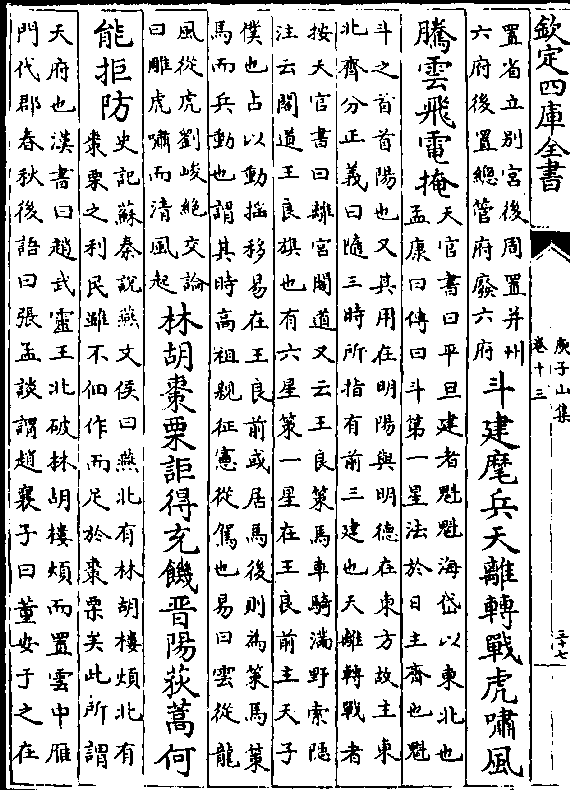 欽定四庫全書
庾子山集
卷十三
三十七
置省立别宫後周置并州
六府後置總管府廢六府
斗建麾兵天離轉戰虎嘯風
騰雲飛電掩
天官書曰平旦建者魁魁海岱以東北也
孟康曰傳曰斗第一星法於日主齊也魁
斗之首首陽也又其用在明陽與明德在東方故主東
北齊分正義曰隨三時所指有前三建也天離轉戰者
按天官書曰離宫閣道又云王良策馬車騎滿野索隱
注云閣道王良旗也有六星策一星在王良前主天子
僕也占以動摇移易在王良前或居馬後則為策馬策
馬而兵動也謂其時高祖親征憲從駕也易曰雲從龍
風從虎劉峻絶交論
曰雕虎嘯而清風起
林胡棗栗詎得充饑晋陽荻蒿何
能拒防
史記蘇秦說燕文侯曰燕北有林胡樓煩北有
棗栗之利民雖不佃作而足於棗栗矣此所謂
天府也漢書曰趙武靈王北破林胡樓煩而置雲中雁
門代郡春秋後語曰張孟談謂趙襄子曰董安于之在